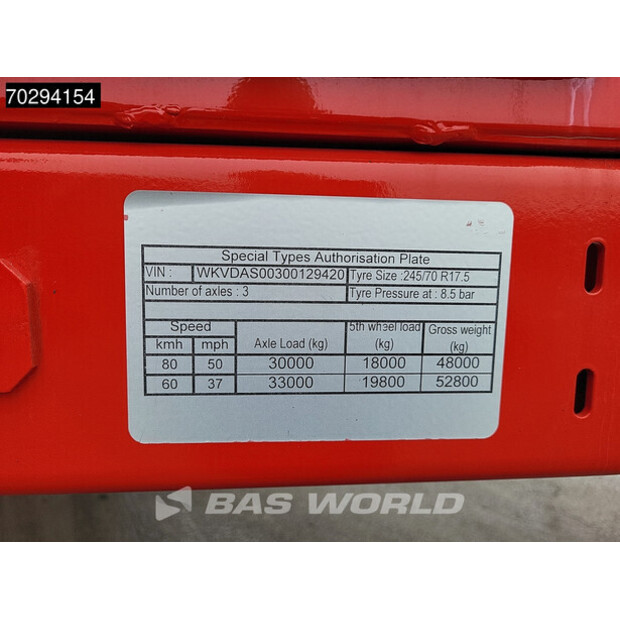 70294154
Special Types Authorisation Plate
VIN : WKVDAS00300129420 Tyre Size :245/70 R17.5
Number of axles : 3 Tyre Pressure at : 8.5 bar
Speed Axle Load (kg) 5th wheel load (kg) Gross weight (kg)
kmh mph
80 50 30000 18000 48000
60 37 33000 19800 52800
BAS WORLD